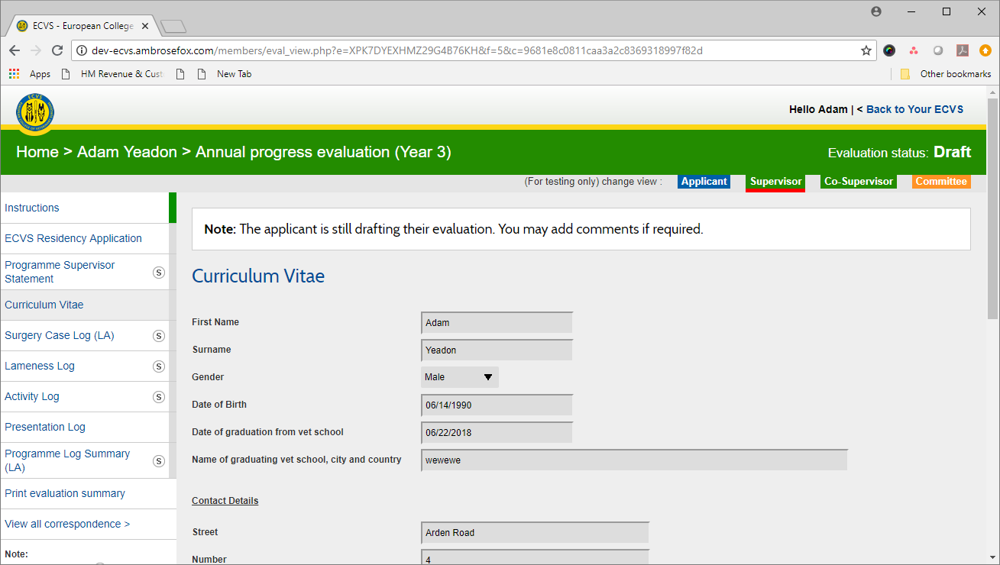 ECVS - European College
dev-ecvs.ambrosefox.com/members/eval_view.php?e=XPK7DYEXHMZ29G4B76KH&f=5&c=9681e8c0811caa3a2c8369318997f82d
Apps HM Revenue & Cust New Tab Other bookmarks
ECVS
Hello Adam | < Back to Your ECVS
Home > Adam Yeadon > Annual progress evaluation (Year 3)
Evaluation status: Draft
(For testing only) change view : Applicant Supervisor Co-Supervisor Committee
Instructions
ECVS Residency Application
Programme Supervisor
Statement
S
Curriculum Vitae
Surgery Case Log (LA) S
Lameness Log S
Activity Log S
Presentation Log
Programme Log Summary
(LA)
S
Print evaluation summary
View all correspondence >
Note:
Note: The applicant is still drafting their evaluation. You may add comments if required.
Curriculum Vitae
First Name Adam
Surname Yeadon
Gender Male
Date of Birth 06/14/1990
Date of graduation from vet school 06/22/2018
Name of graduating vet school, city and country wewewe
Contact Details
Street Arden Road
Number 4